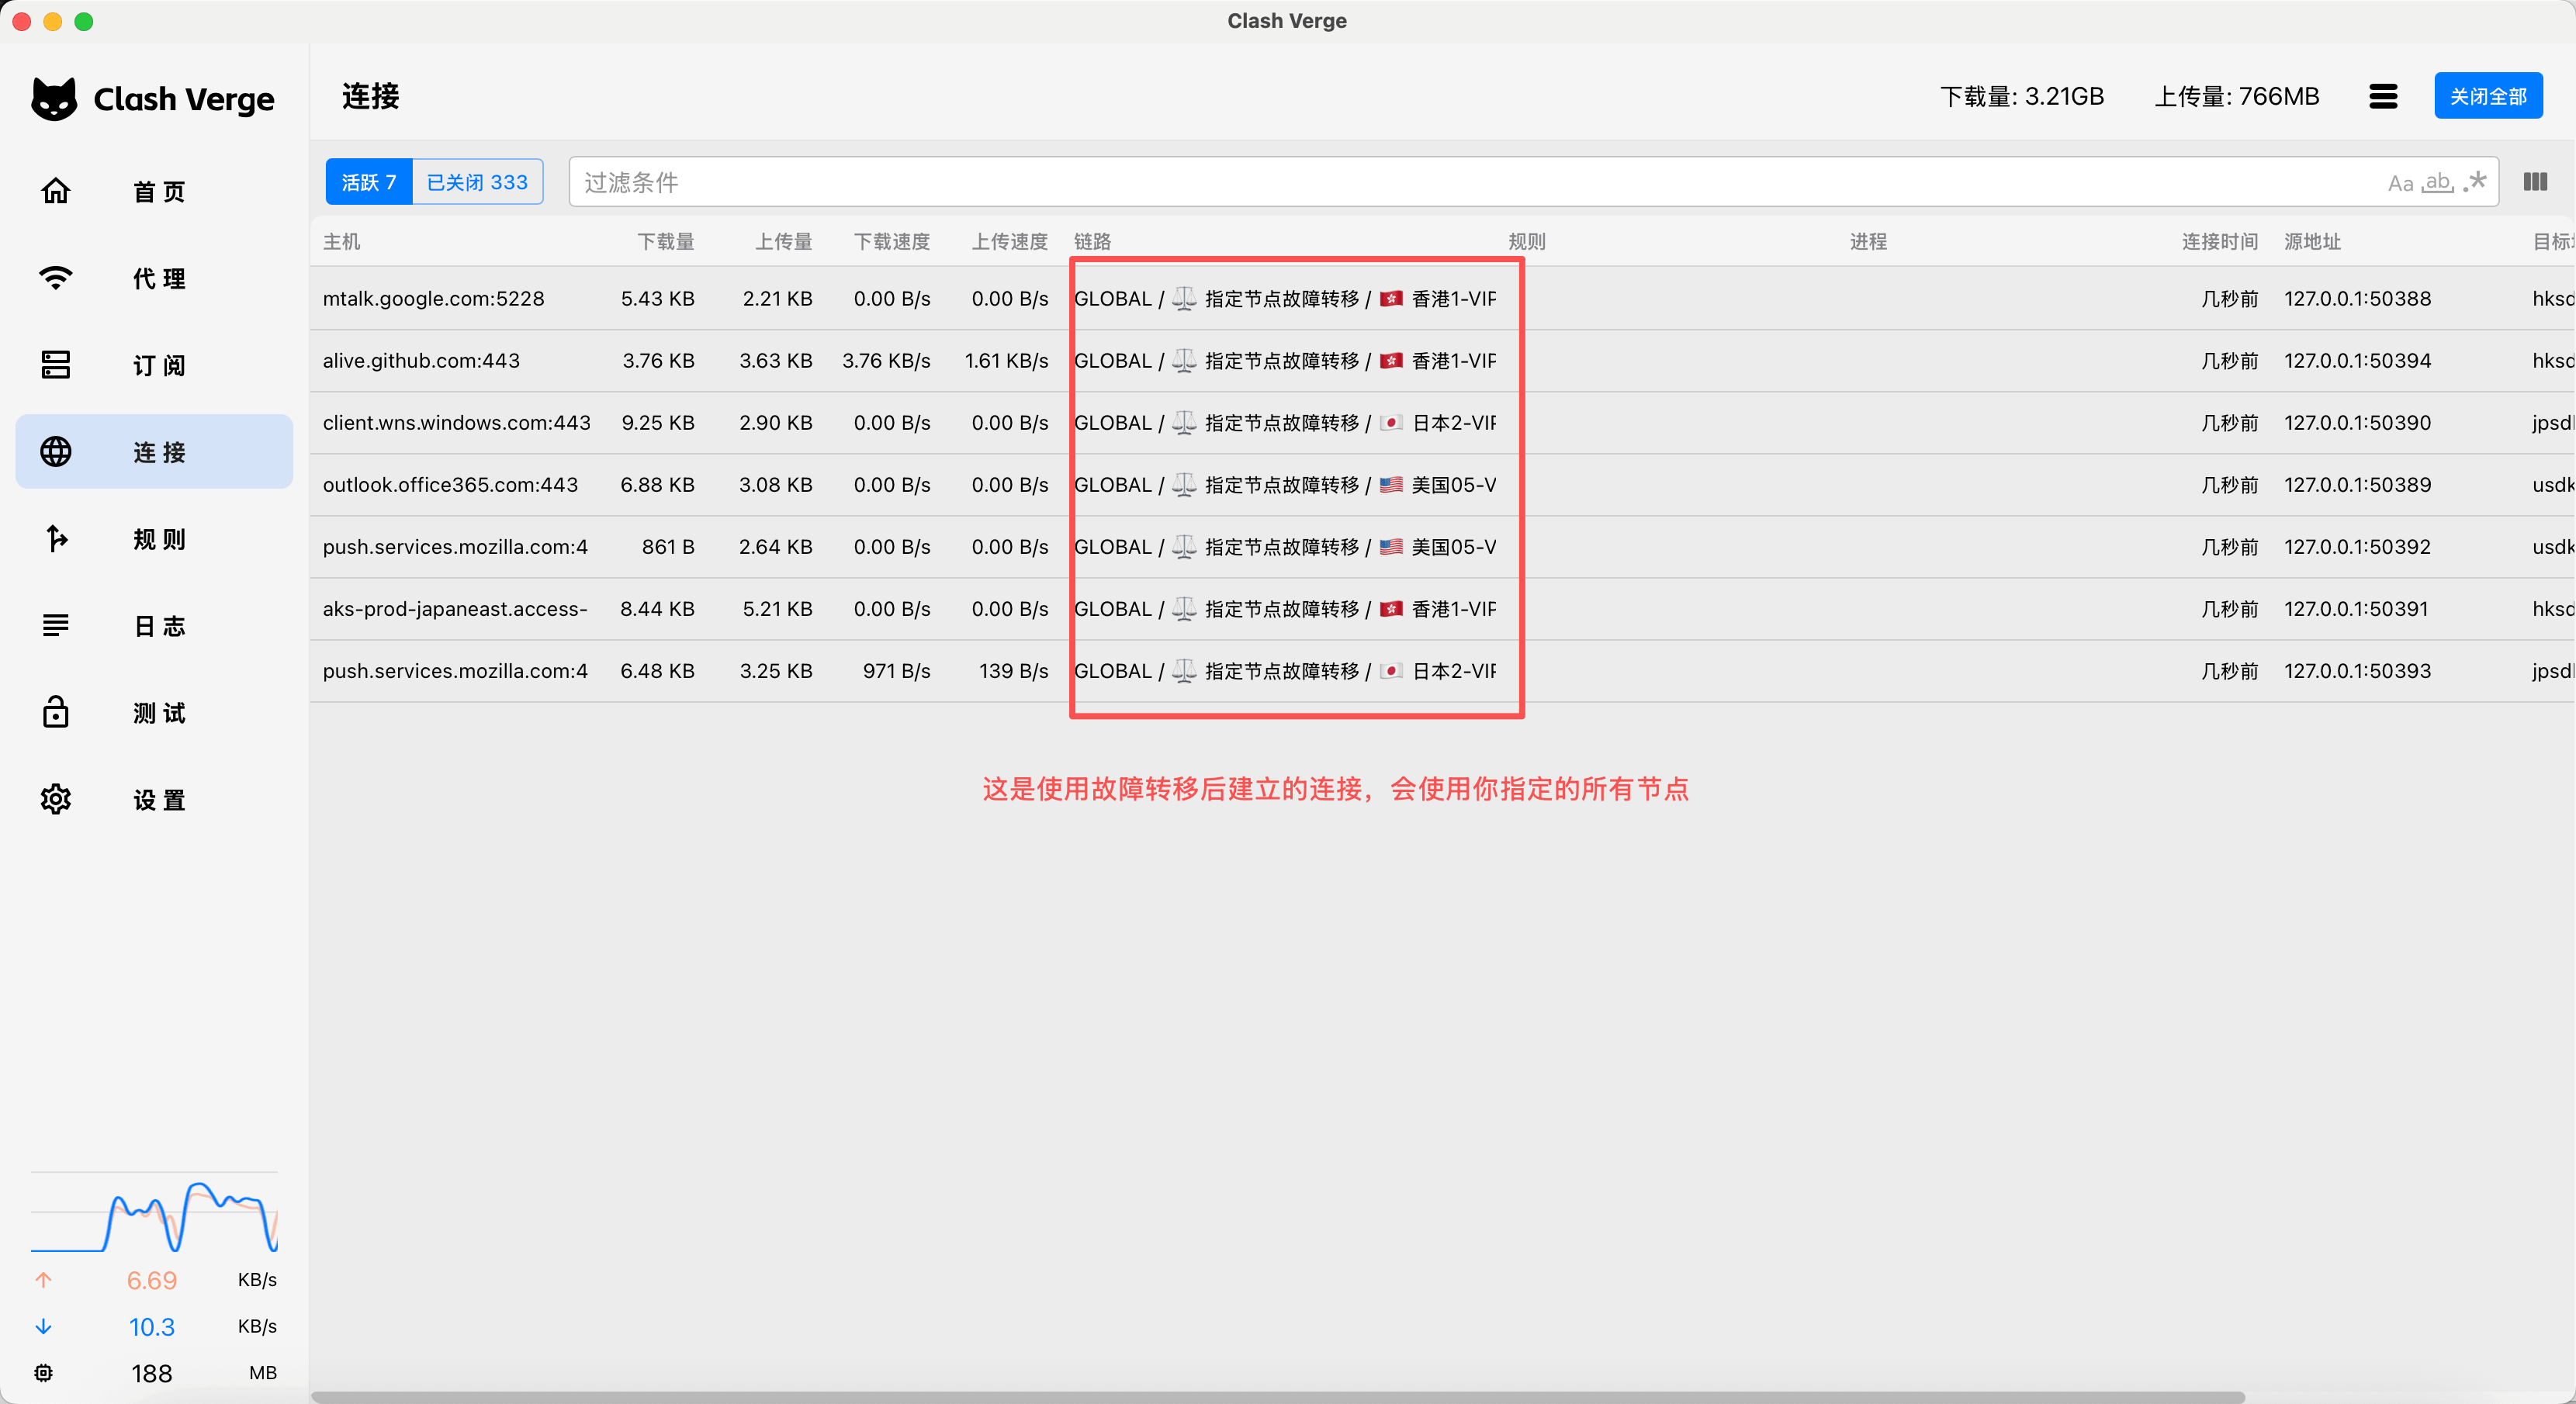 Clash Verge
Clash Verge
首页
代理
订阅
连接
规则
日志
测试
设置
6.69 KB/s
10.3 KB/s
188 MB
连接
下载量: 3.21GB 上传量: 766MB 关闭全部
活跃 7 已关闭 333 过滤条件 Aa ab .*
主机 下载量 上传量 下载速度 上传速度 链路 规则 进程 连接时间 源地址 目标
mtalk.google.com:5228 5.43 KB 2.21 KB 0.00 B/s 0.00 B/s GLOBAL / ⚖️ 指定节点故障转移 / 🇭🇰 香港1-VIP 几秒前 127.0.0.1:50388 hksd
alive.github.com:443 3.76 KB 3.63 KB 3.76 KB/s 1.61 KB/s GLOBAL / ⚖️ 指定节点故障转移 / 🇭🇰 香港1-VIP 几秒前 127.0.0.1:50394 hksd
client.wns.windows.com:443 9.25 KB 2.90 KB 0.00 B/s 0.00 B/s GLOBAL / ⚖️ 指定节点故障转移 / 🇯🇵 日本2-VIP 几秒前 127.0.0.1:50390 jpsd
outlook.office365.com:443 6.88 KB 3.08 KB 0.00 B/s 0.00 B/s GLOBAL / ⚖️ 指定节点故障转移 / 🇺🇸 美国05-V 几秒前 127.0.0.1:50389 usdk
push.services.mozilla.com:4 861 B 2.64 KB 0.00 B/s 0.00 B/s GLOBAL / ⚖️ 指定节点故障转移 / 🇺🇸 美国05-V 几秒前 127.0.0.1:50392 usdk
aks-prod-japaneast.access- 8.44 KB 5.21 KB 0.00 B/s 0.00 B/s GLOBAL / ⚖️ 指定节点故障转移 / 🇭🇰 香港1-VIP 几秒前 127.0.0.1:50391 hksd
push.services.mozilla.com:4 6.48 KB 3.25 KB 971 B/s 139 B/s GLOBAL / ⚖️ 指定节点故障转移 / 🇯🇵 日本2-VIP 几秒前 127.0.0.1:50393 jpsd
这是使用故障转移后建立的连接，会使用你指定的所有节点